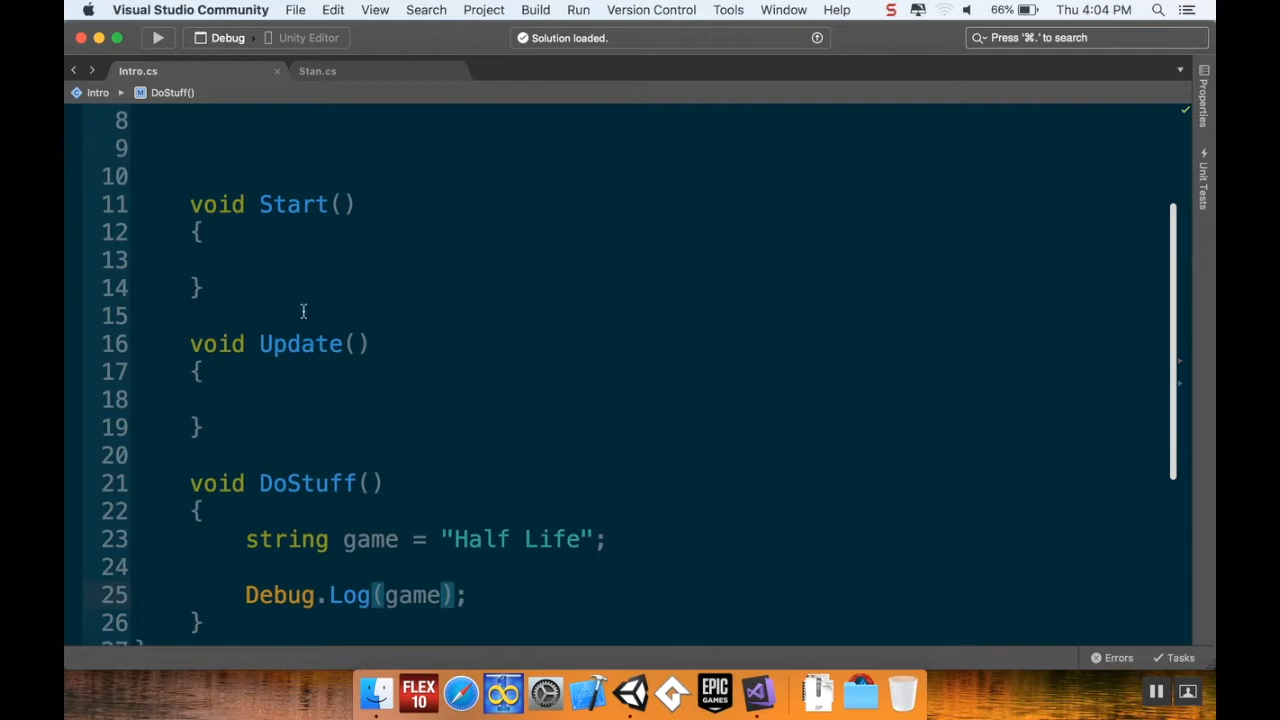 Visual Studio Community File Edit View Search Project Build Run Version Control Tools Window Help S 66% Thu 4:04 PM
Debug Unity Editor Solution loaded. Press '⌘.' to search
Intro.cs × Stan.cs
Intro M DoStuff()
Properties
Unit Tests
8
9
10
11 void Start()
12 {
13
14 }
15
16 void Update()
17 {
18
19 }
20
21 void DoStuff()
22 {
23 string game = "Half Life";
24
25 Debug.Log(game);
26 }
27 }
Errors Tasks
FLEX
10
EPIC
GAMES
ZIP